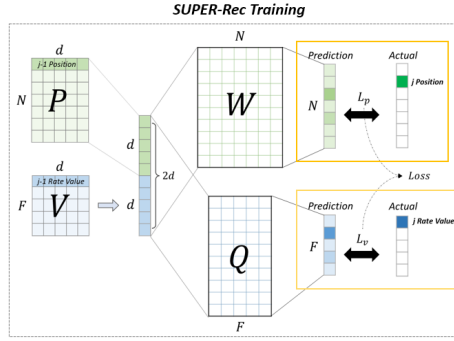 SUPER-Rec Training
d
j-1 Position
N
P
d
j-1 Rate Value
F
V
d
d
2d
N
W
Q
F
Prediction
Actual
N
j Position
L_p
Loss
Prediction
Actual
F
j Rate Value
L_v